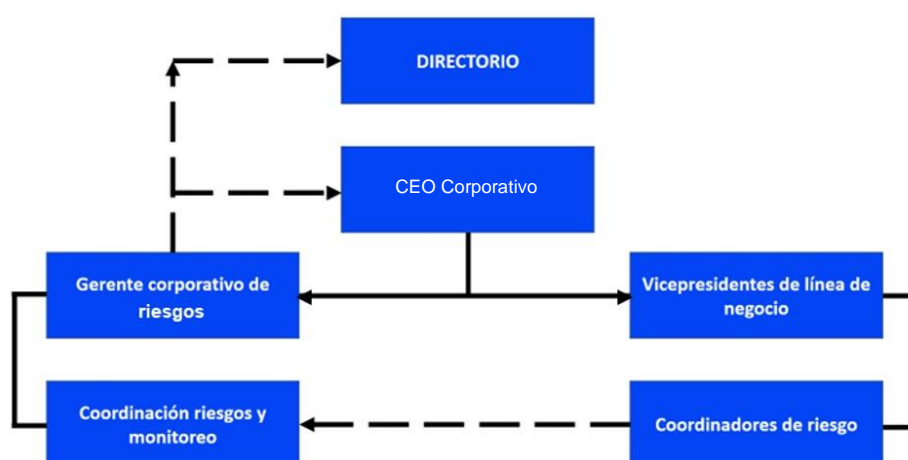 DIRECTORIO
CEO Corporativo
Gerente corporativo de
riesgos
Vicepresidentes de línea de
negocio
Coordinación riesgos y
monitoreo
Coordinadores de riesgo